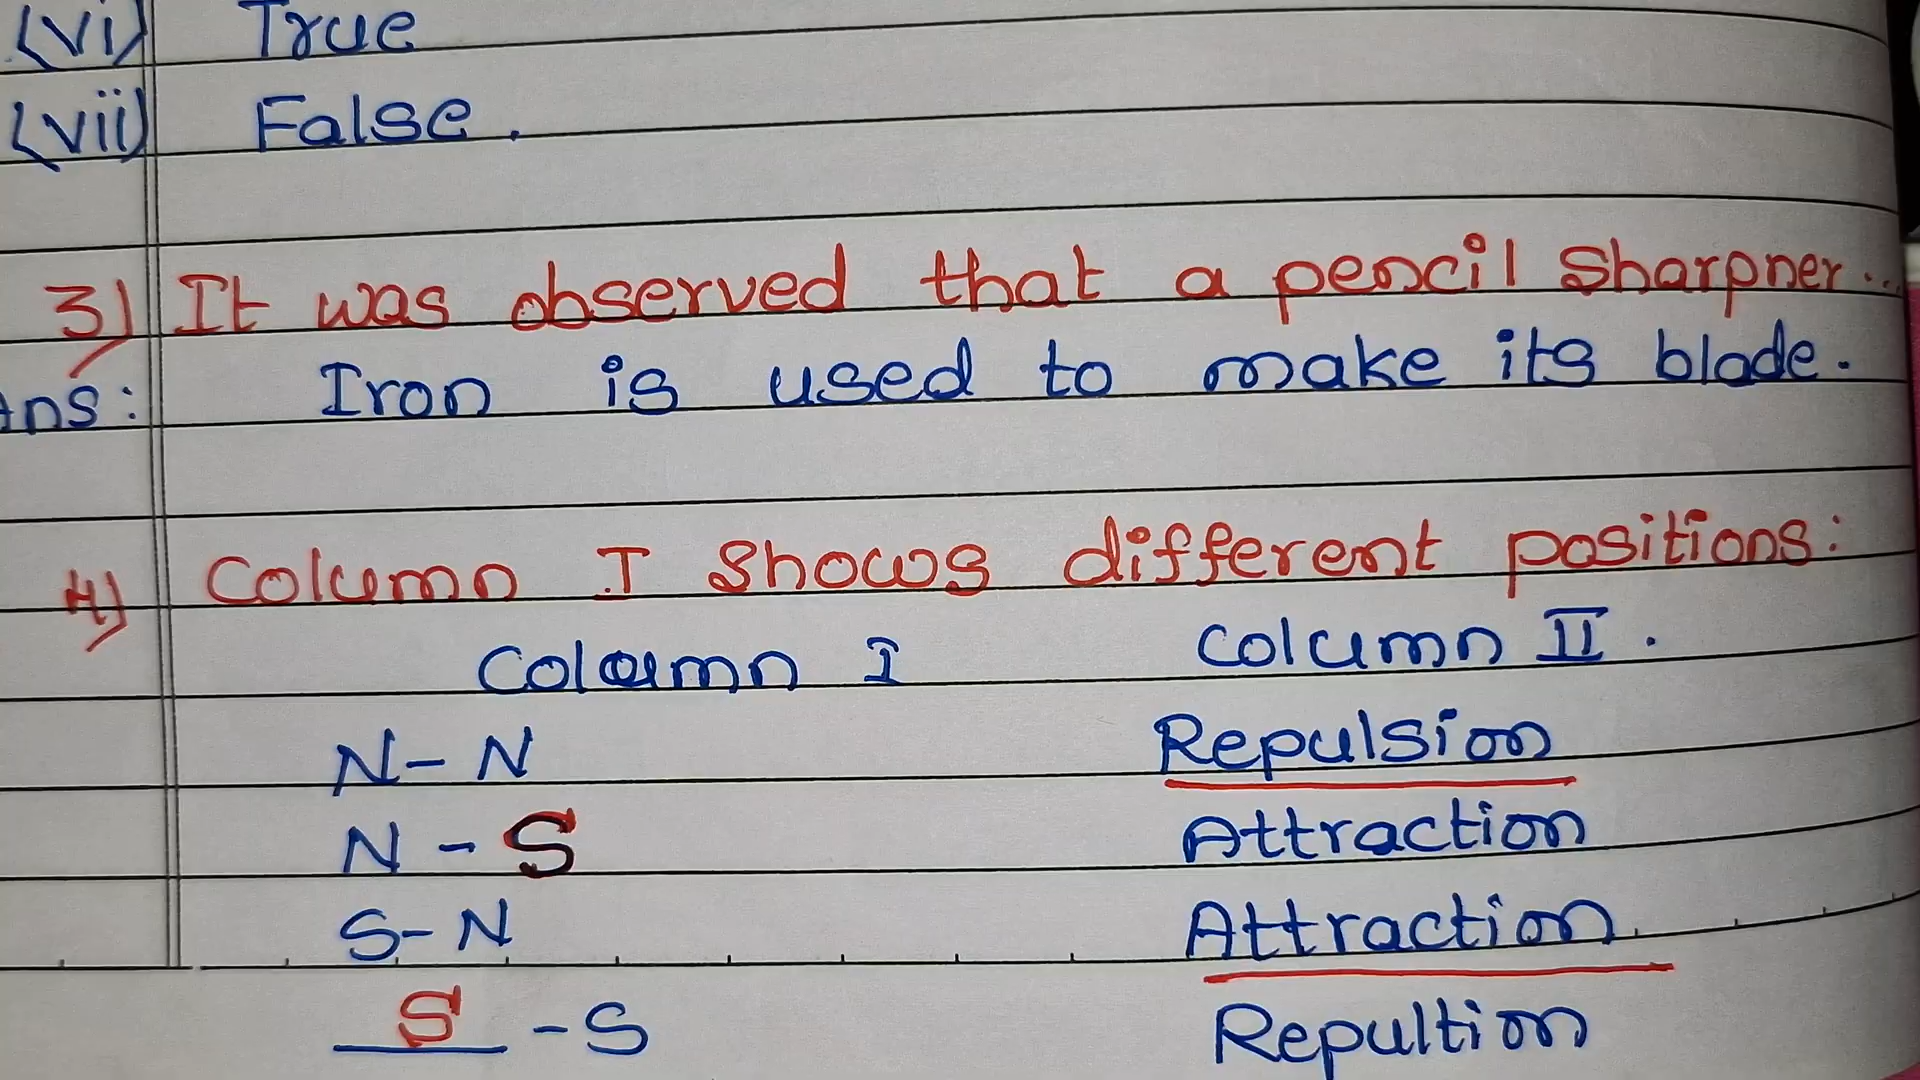 (vi) True
(vii) False.
3) It was observed that a pencil sharpner...
Ans: Iron is used to make its blade.
4) Column I shows different positions:
Column I Column II.
N-N Repulsion
N-S Attraction
S-N Attraction
S-S Repultion